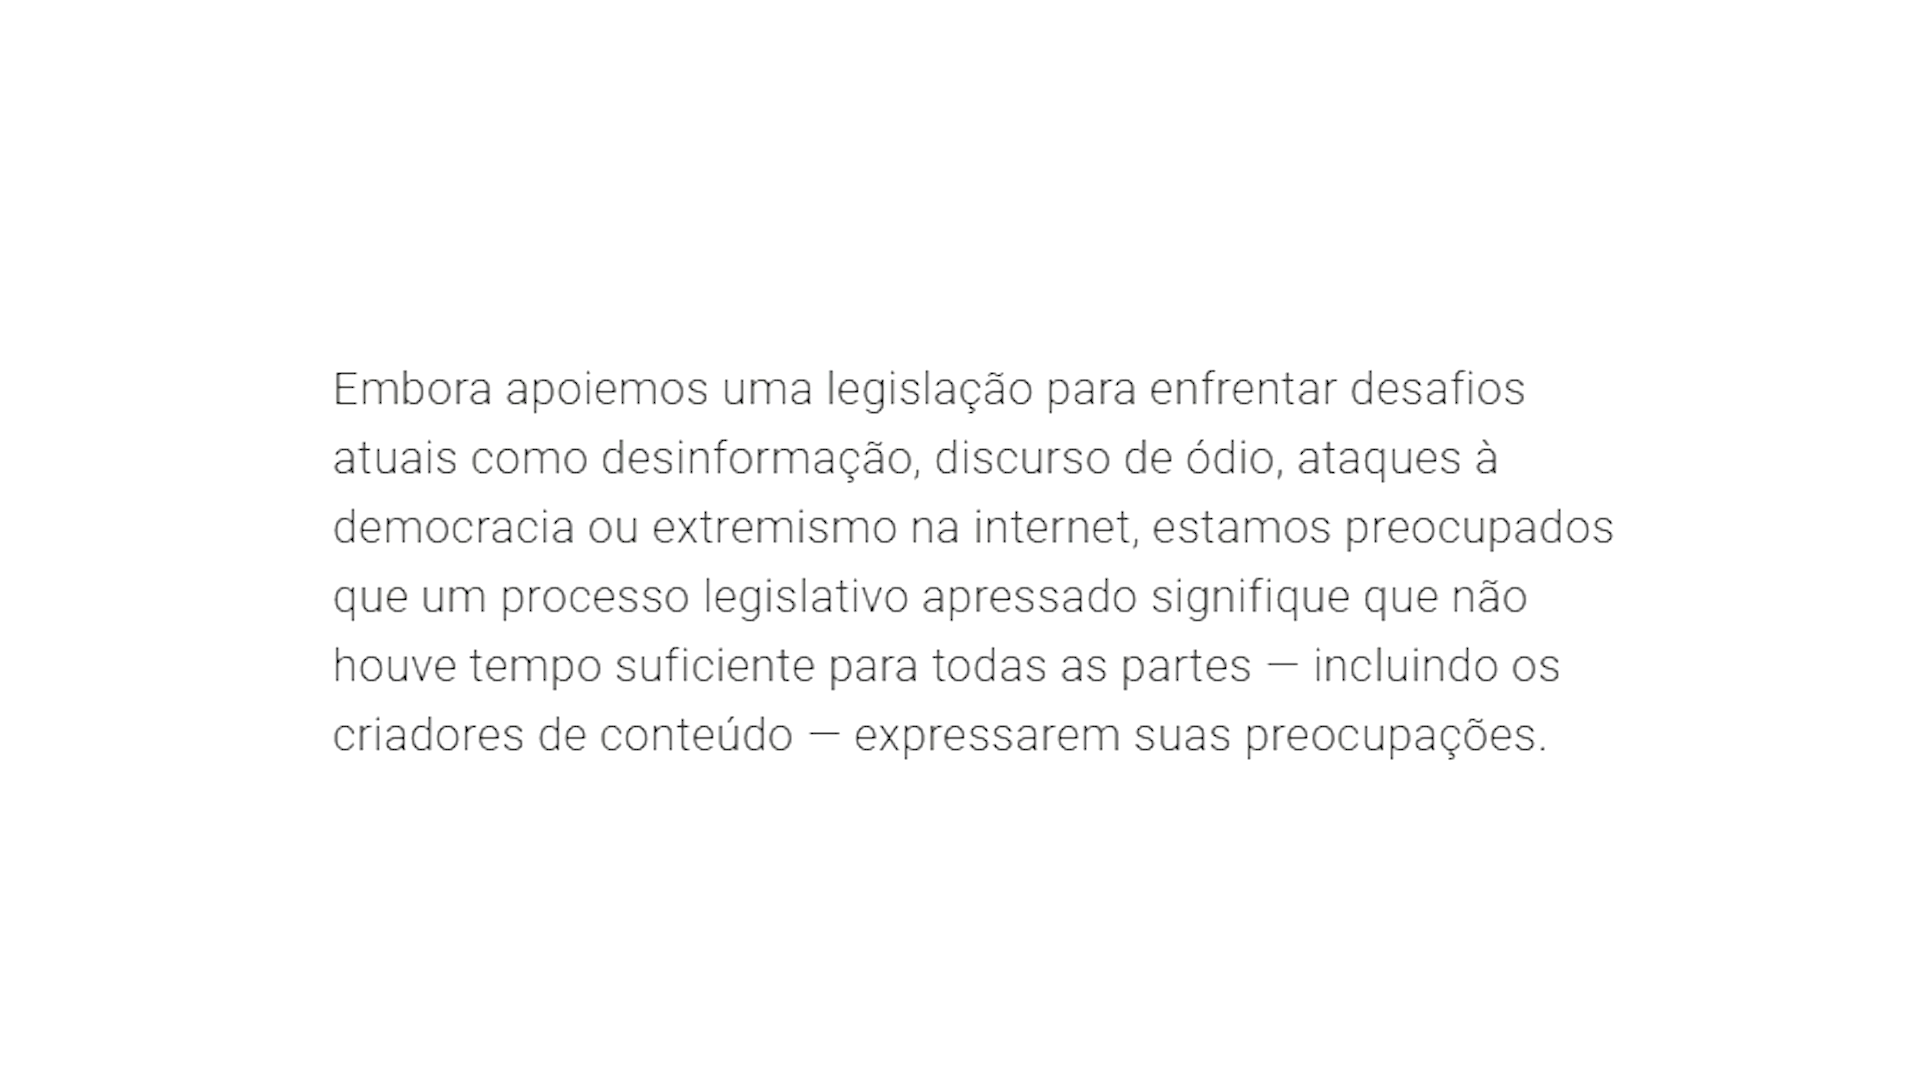 Embora apoiemos uma legislação para enfrentar desafios
atuais como desinformação, discurso de ódio, ataques à
democracia ou extremismo na internet, estamos preocupados
que um processo legislativo apressado signifique que não
houve tempo suficiente para todas as partes — incluindo os
criadores de conteúdo — expressarem suas preocupações.